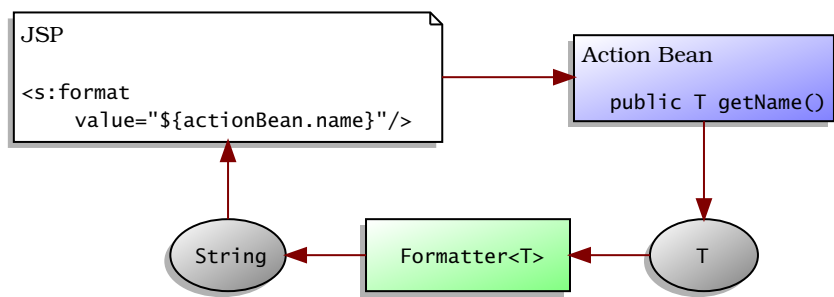 JSP
<s:format
value="${actionBean.name}"/>
Action Bean
public T getName()
String
Formatter<T>
T